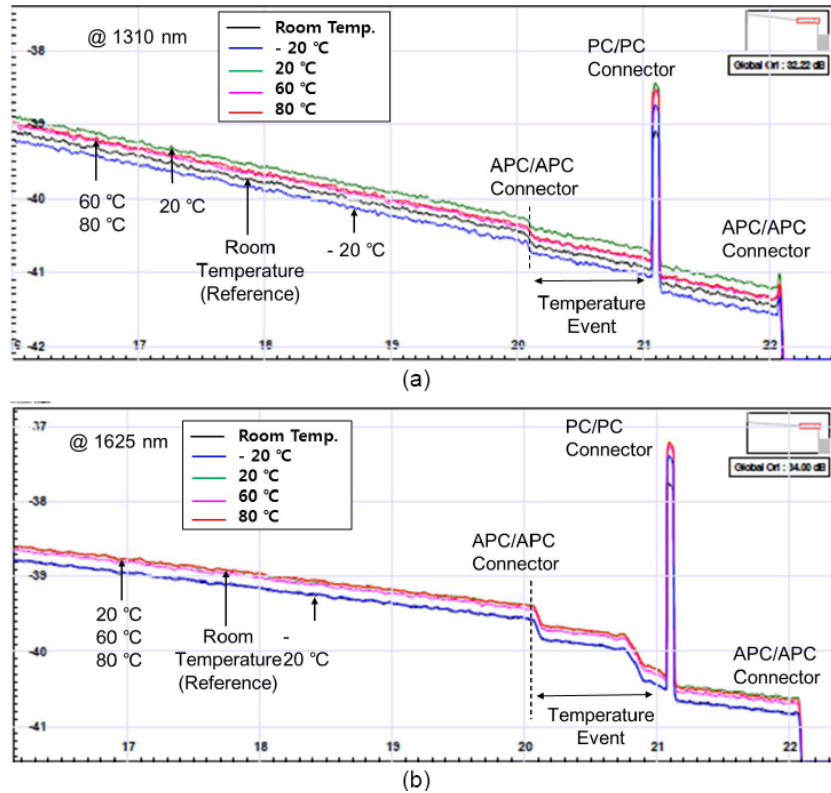 @ 1310 nm
Room Temp.
- 20 ℃
20 ℃
60 ℃
80 ℃
PC/PC
Connector
Global Orl : 32.22 dB
-38
-39
-40
-41
-42
60 ℃
80 ℃
20 ℃
Room
Temperature
(Reference)
- 20 ℃
APC/APC
Connector
Temperature
Event
APC/APC
Connector
17
18
19
20
21
22
(a)
@ 1625 nm
Room Temp.
- 20 ℃
20 ℃
60 ℃
80 ℃
PC/PC
Connector
Global Orl : 34.00 dB
-37
-38
-39
-40
-41
20 ℃
60 ℃
80 ℃
Room
Temperature
(Reference)
-
20 ℃
APC/APC
Connector
Temperature
Event
APC/APC
Connector
17
18
19
20
21
22
(b)